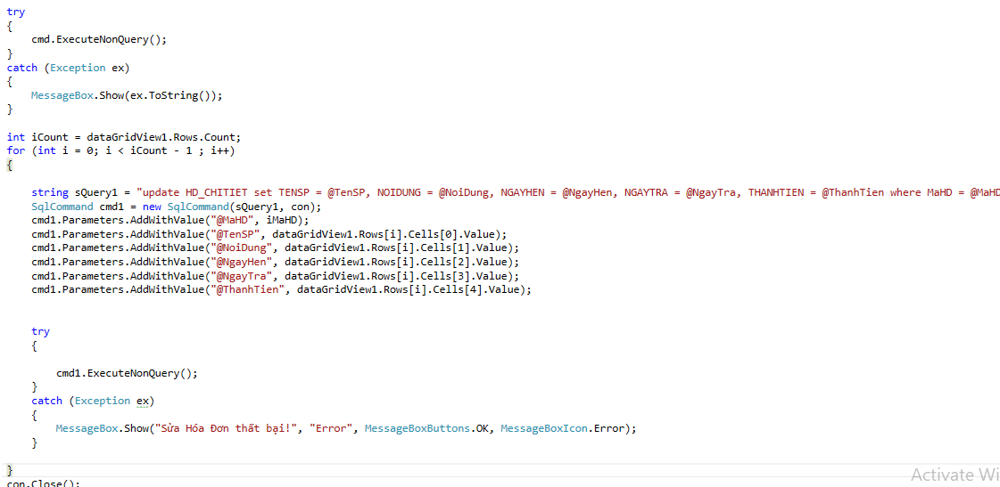 try
{
    cmd.ExecuteNonQuery();
}
catch (Exception ex)
{
    MessageBox.Show(ex.ToString());
}

int iCount = dataGridView1.Rows.Count;
for (int i = 0; i < iCount - 1 ; i++)
{

    string sQuery1 = "update HD_CHITIET set TENSP = @TenSP, NOIDUNG = @NoiDung, NGAYHEN = @NgayHen, NGAYTRA = @NgayTra, THANHTIEN = @ThanhTien where MaHD = @MaHD
    SqlCommand cmd1 = new SqlCommand(sQuery1, con);
    cmd1.Parameters.AddWithValue("@MaHD", iMaHD);
    cmd1.Parameters.AddWithValue("@TenSP", dataGridView1.Rows[i].Cells[0].Value);
    cmd1.Parameters.AddWithValue("@NoiDung", dataGridView1.Rows[i].Cells[1].Value);
    cmd1.Parameters.AddWithValue("@NgayHen", dataGridView1.Rows[i].Cells[2].Value);
    cmd1.Parameters.AddWithValue("@NgayTra", dataGridView1.Rows[i].Cells[3].Value);
    cmd1.Parameters.AddWithValue("@ThanhTien", dataGridView1.Rows[i].Cells[4].Value);


    try
    {

        cmd1.ExecuteNonQuery();
    }
    catch (Exception ex)
    {
        MessageBox.Show("Sửa Hóa Đơn thất bại!", "Error", MessageBoxButtons.OK, MessageBoxIcon.Error);
    }

}
con.Close();
Activate Wi